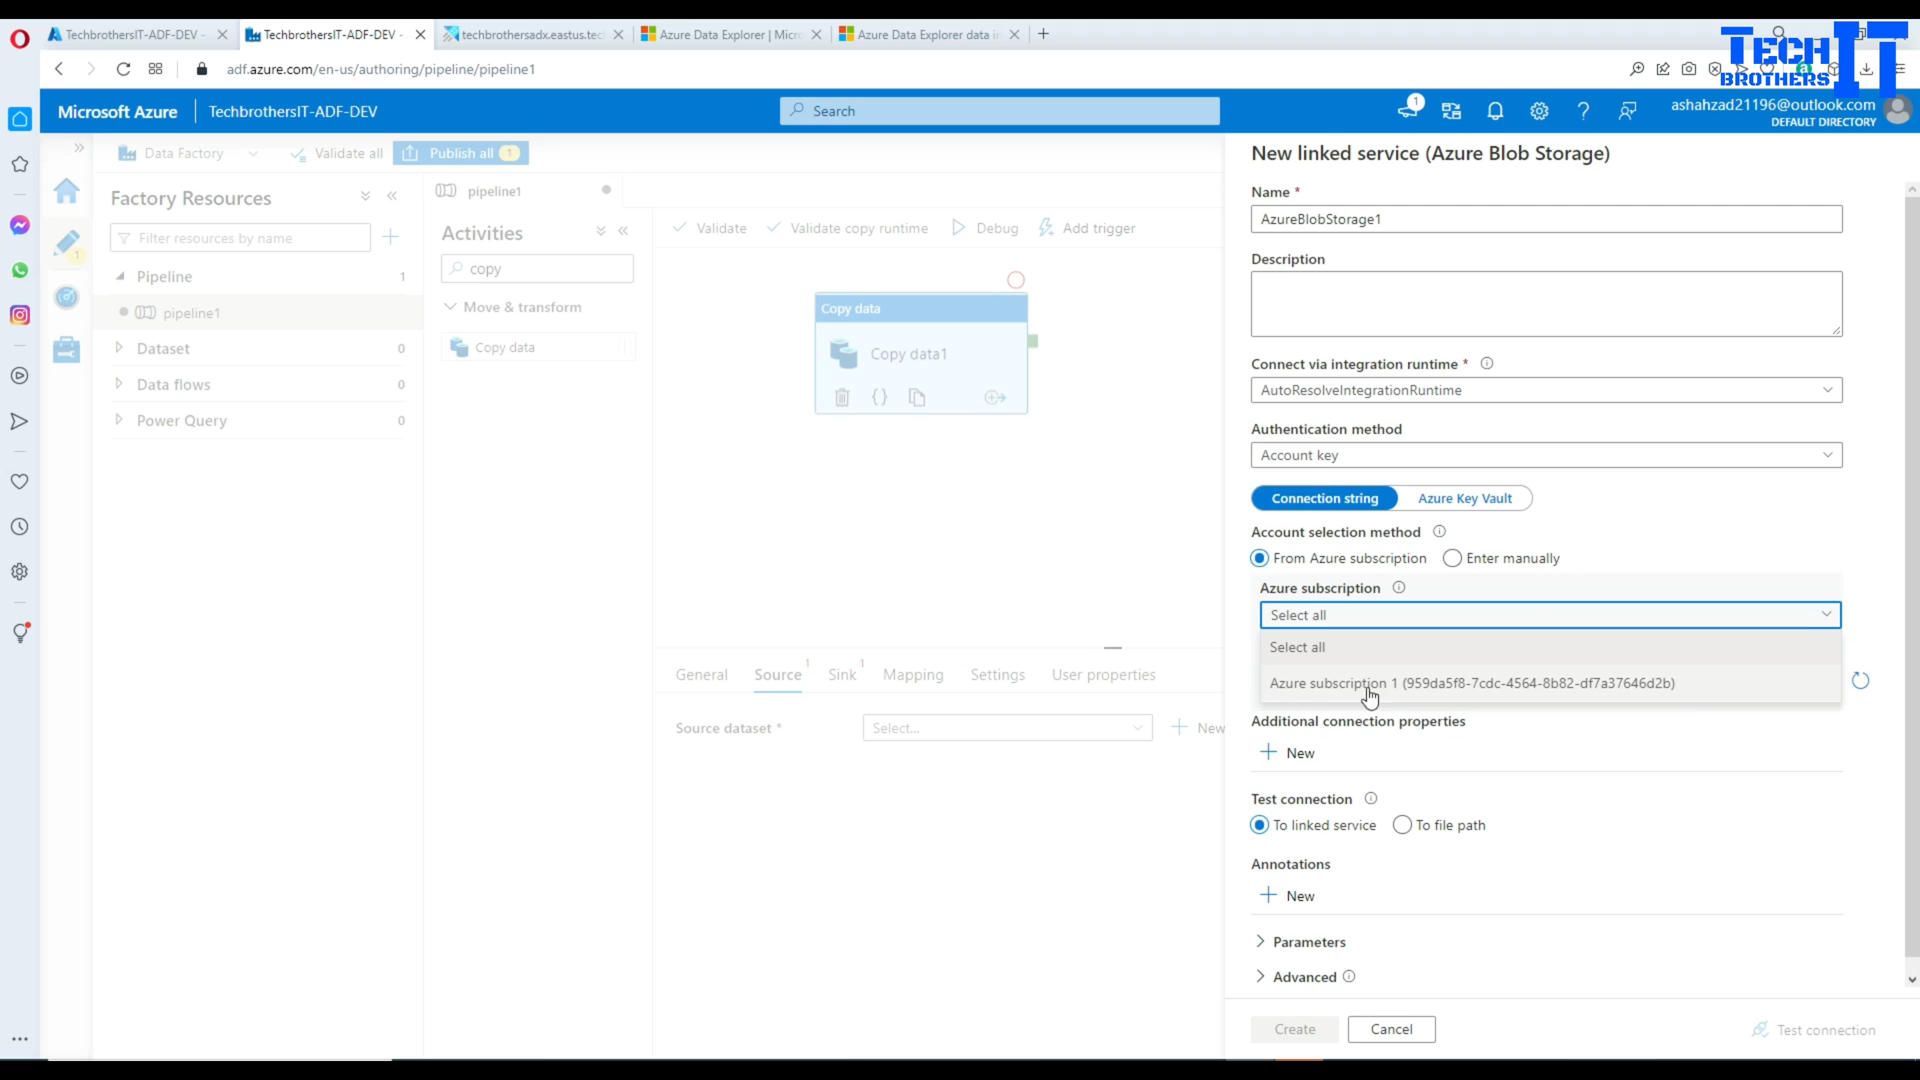 TechbrothersIT-ADF-DEV -
TechbrothersIT-ADF-DEV -
techbrothersadx.eastus.tec
Azure Data Explorer | Micro
Azure Data Explorer data in
TECH BROTHERS IT
adf.azure.com/en-us/authoring/pipeline/pipeline1
Microsoft Azure
TechbrothersIT-ADF-DEV
Search
1
ashahzad21196@outlook.com
DEFAULT DIRECTORY
Data Factory
Validate all
Publish all 1
Factory Resources
Filter resources by name
1
Pipeline 1
pipeline1
Dataset 0
Data flows 0
Power Query 0
pipeline1
Activities
copy
Move & transform
Copy data
Validate
Validate copy runtime
Debug
Add trigger
Copy data
Copy data1
General
Source 1
Sink 1
Mapping
Settings
User properties
Source dataset *
Select...
New
New linked service (Azure Blob Storage)
Name *
AzureBlobStorage1
Description
Connect via integration runtime *
AutoResolveIntegrationRuntime
Authentication method
Account key
Connection string
Azure Key Vault
Account selection method
From Azure subscription
Enter manually
Azure subscription
Select all
Select all
Azure subscription 1 (959da5f8-7cdc-4564-8b82-df7a37646d2b)
Additional connection properties
New
Test connection
To linked service
To file path
Annotations
New
Parameters
Advanced
Create
Cancel
Test connection